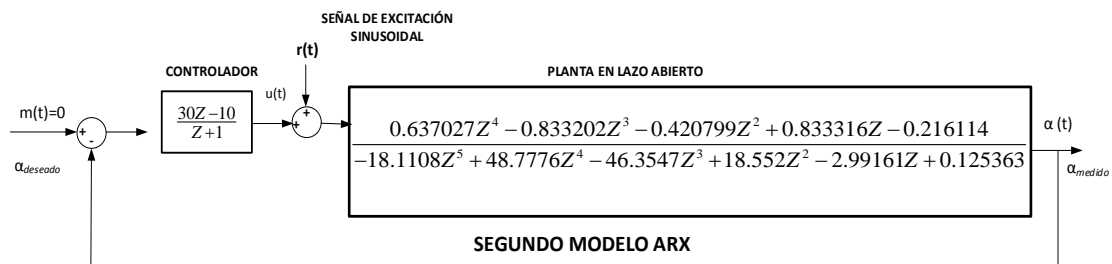 SEÑAL DE EXCITACIÓN
SINUSOIDAL
r(t)
CONTROLADOR
PLANTA EN LAZO ABIERTO
m(t)=0
+
-
30Z −10
Z +1
u(t)
+
+
0.637027Z⁴ − 0.833202Z³ − 0.420799Z² + 0.833316Z − 0.216114
−18.1108Z⁵ + 48.7776Z⁴ − 46.3547Z³ +18.552Z² − 2.99161Z + 0.125363
α (t)
α_deseado
α_medido
SEGUNDO MODELO ARX